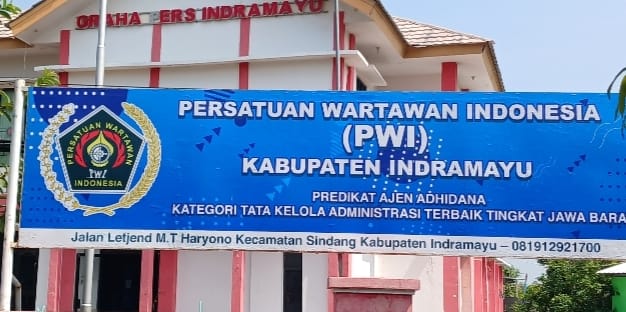 GRAHA PERS INDRAMAYU
PERSATUAN WARTAWAN INDONESIA
(PWI)
KABUPATEN INDRAMAYU
PREDIKAT AJEN ADHIDANA
KATEGORI TATA KELOLA ADMINISTRASI TERBAIK TINGKAT JAWA BARA
Jalan Letjend M.T Haryono Kecamatan Sindang Kabupaten Indramayu – 081912921700
PERSATUAN WARTAWAN
PWI
INDONESIA